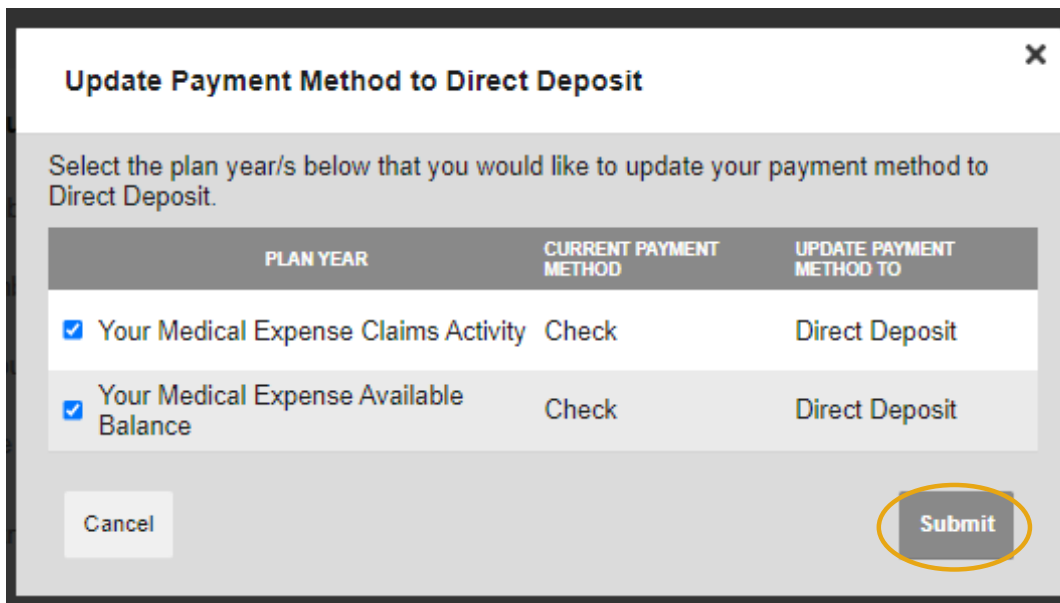 Update Payment Method to Direct Deposit
Select the plan year/s below that you would like to update your payment method to
Direct Deposit.
PLAN YEAR
CURRENT PAYMENT
METHOD
UPDATE PAYMENT
METHOD TO
Your Medical Expense Claims Activity
Check
Direct Deposit
Your Medical Expense Available
Balance
Check
Direct Deposit
Cancel
Submit